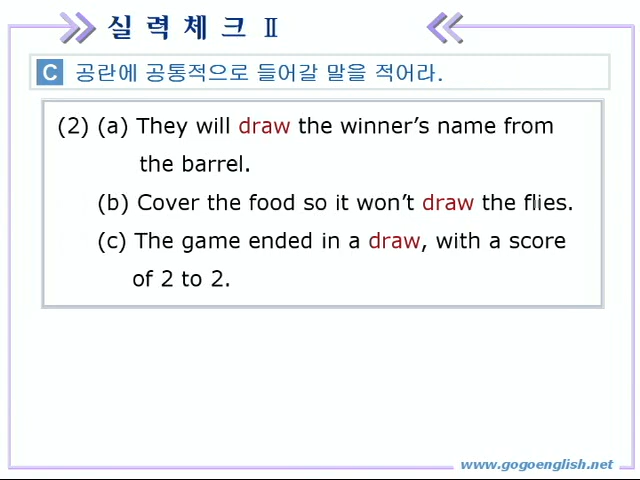 실 력 체 크 Ⅱ
C 공란에 공통적으로 들어갈 말을 적어라.
(2) (a) They will draw the winner’s name from
the barrel.
(b) Cover the food so it won’t draw the flies.
(c) The game ended in a draw, with a score
of 2 to 2.
www.gogoenglish.net